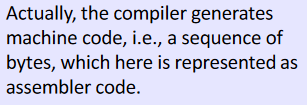 Actually, the compiler generates
machine code, i.e., a sequence of
bytes, which here is represented as
assembler code.